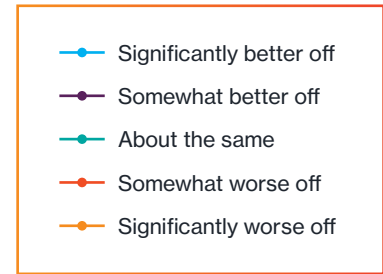 Significantly better off
Somewhat better off
About the same
Somewhat worse off
Significantly worse off